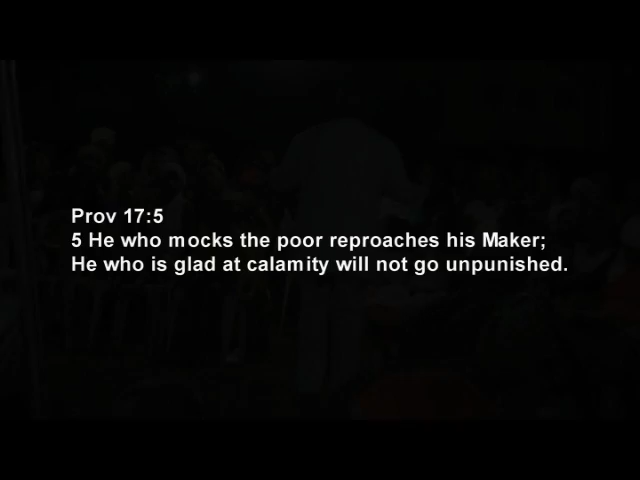 Prov 17:5
5 He who mocks the poor reproaches his Maker;
He who is glad at calamity will not go unpunished.